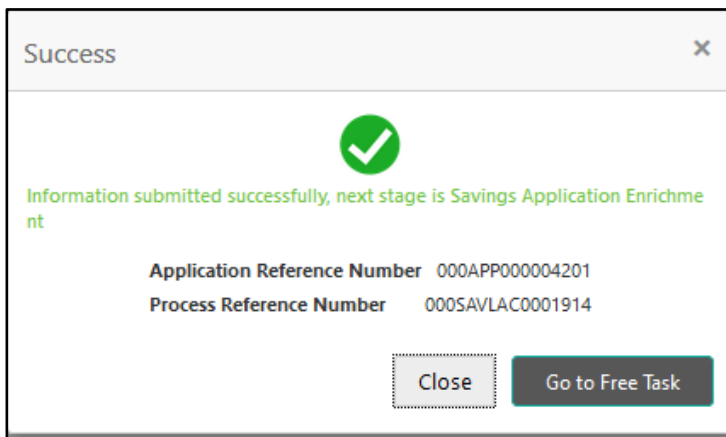 Success
Information submitted successfully, next stage is Savings Application Enrichme
nt
Application Reference Number 000APP000004201
Process Reference Number 000SAVLAC0001914
Close Go to Free Task